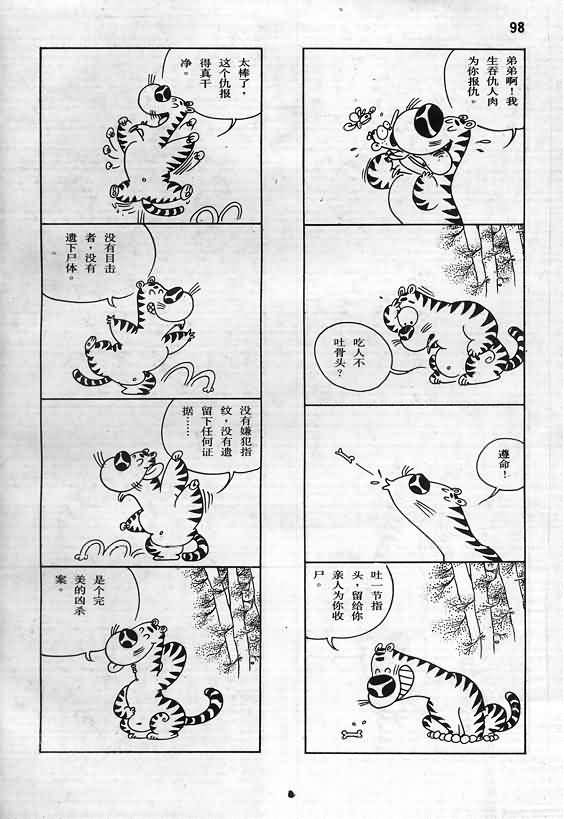 98
弟弟啊！我
生吞仇人肉
为你报仇。
吃人不
吐骨头？
遵命！
吐一节指
头，留给你
亲人为你收
尸。
太棒了，
这个仇报
得真干
净。
没有目击
者，没有
遗下尸体。
没有嫌犯指
纹，没有遗
留下任何证
据……
是个完
美的凶杀
案。